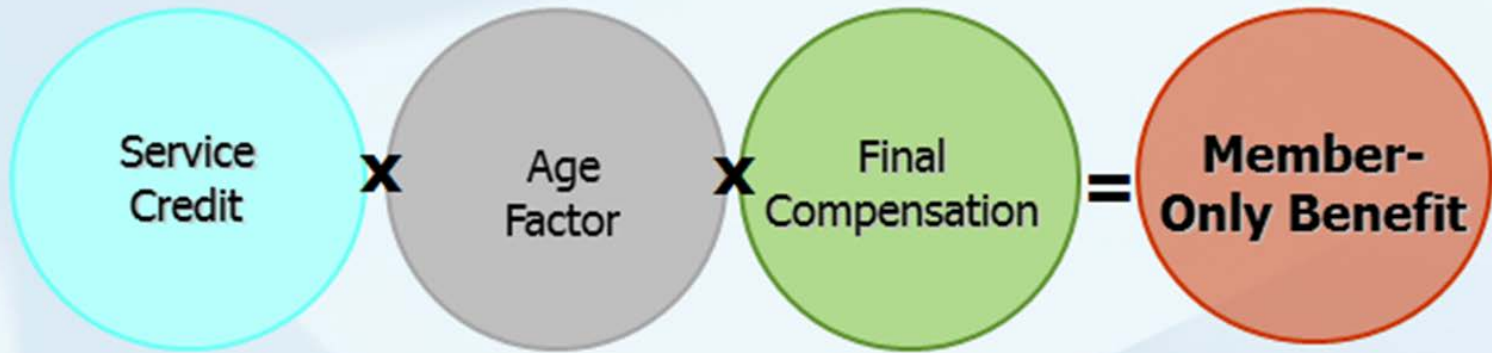 Service
Credit
x
Age
Factor
x
Final
Compensation
=
Member-
Only Benefit